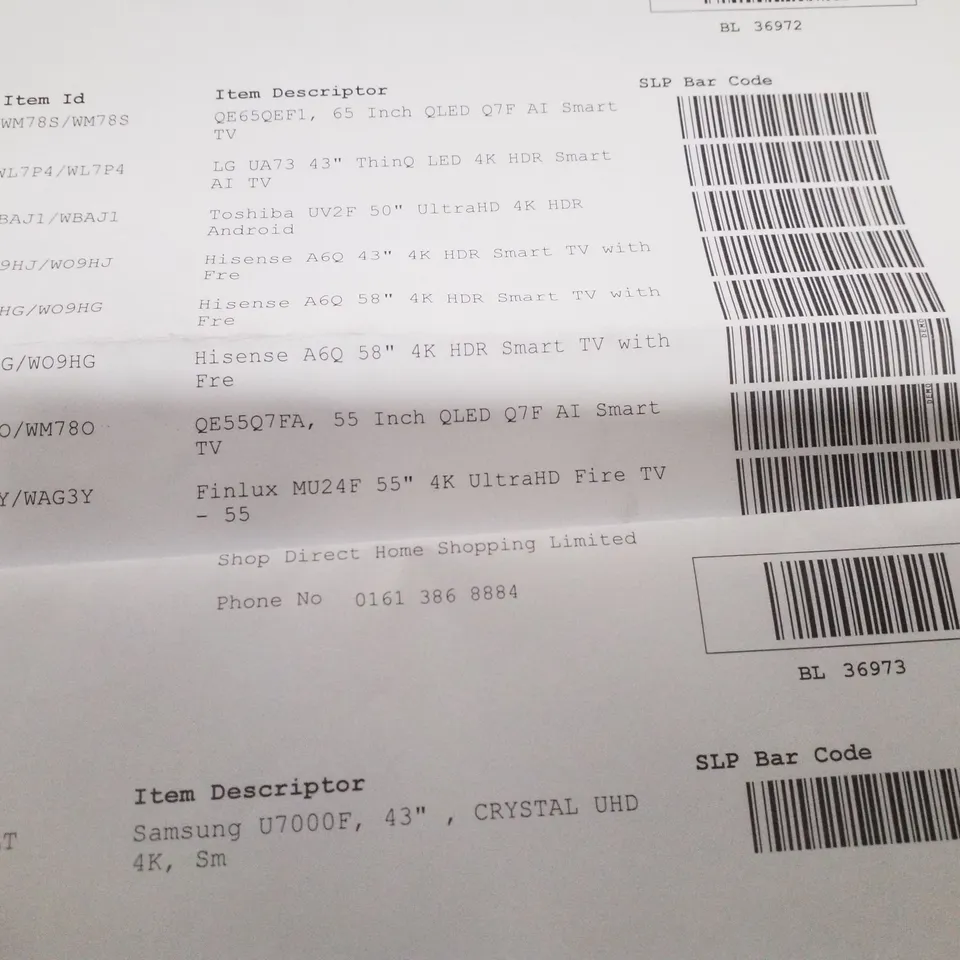 BL 36972
Item Id Item Descriptor SLP Bar Code
WM78S/WM78S QE65QEF1, 65 Inch QLED Q7F AI Smart
TV
WL7P4/WL7P4 LG UA73 43" ThinQ LED 4K HDR Smart
AI TV
BAJ1/WBAJ1 Toshiba UV2F 50" UltraHD 4K HDR
Android
9HJ/WO9HJ Hisense A6Q 43" 4K HDR Smart TV with
Fre
HG/WO9HG Hisense A6Q 58" 4K HDR Smart TV with
Fre
G/WO9HG Hisense A6Q 58" 4K HDR Smart TV with
Fre
DEMO
O/WM78O QE55Q7FA, 55 Inch QLED Q7F AI Smart
TV
DEMO
Y/WAG3Y Finlux MU24F 55" 4K UltraHD Fire TV
- 55
Shop Direct Home Shopping Limited
Phone No 0161 386 8884
BL 36973
Item Descriptor SLP Bar Code
Samsung U7000F, 43" , CRYSTAL UHD
4K, Sm